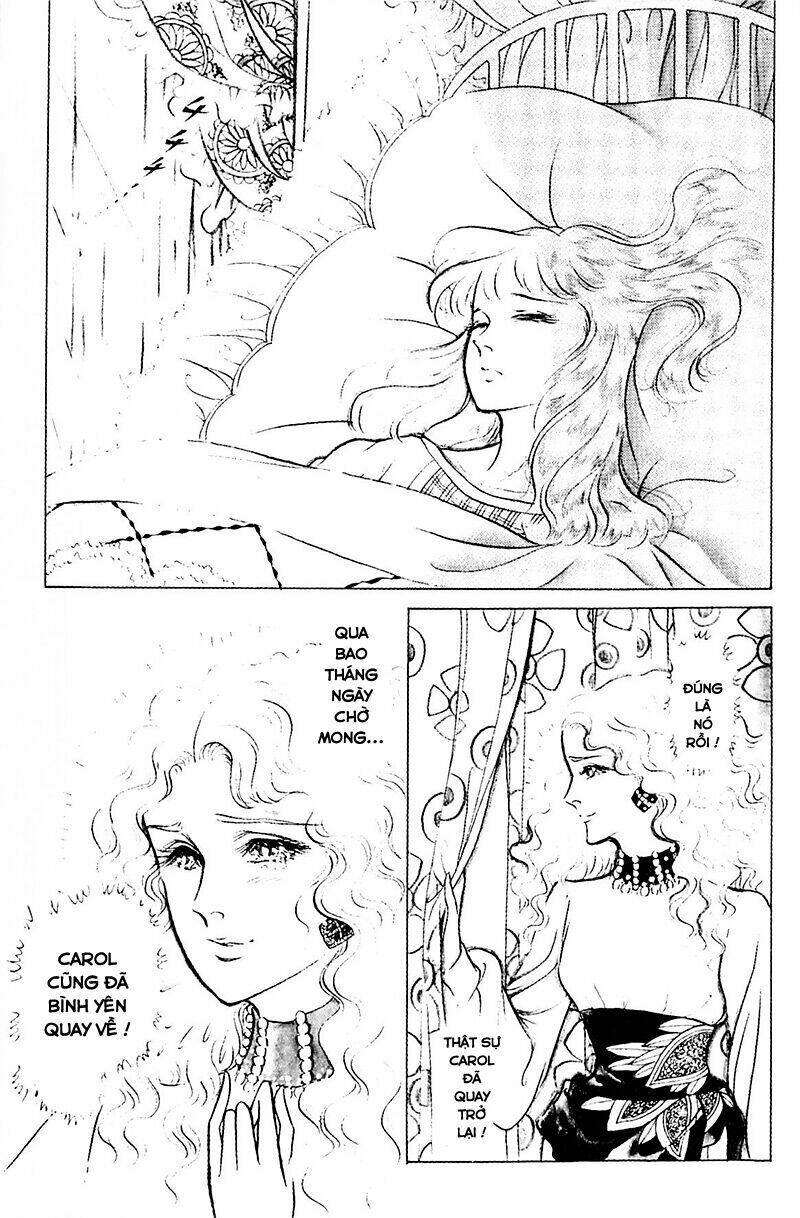 ĐÚNG
LÀ
NÓ
RỒI !
THẬT SỰ
CAROL
ĐÃ
QUAY
TRỞ
LẠI !
QUA
BAO
THÁNG
NGÀY
CHỜ
MONG...
CAROL
CŨNG ĐÃ
BÌNH YÊN
QUAY VỀ !